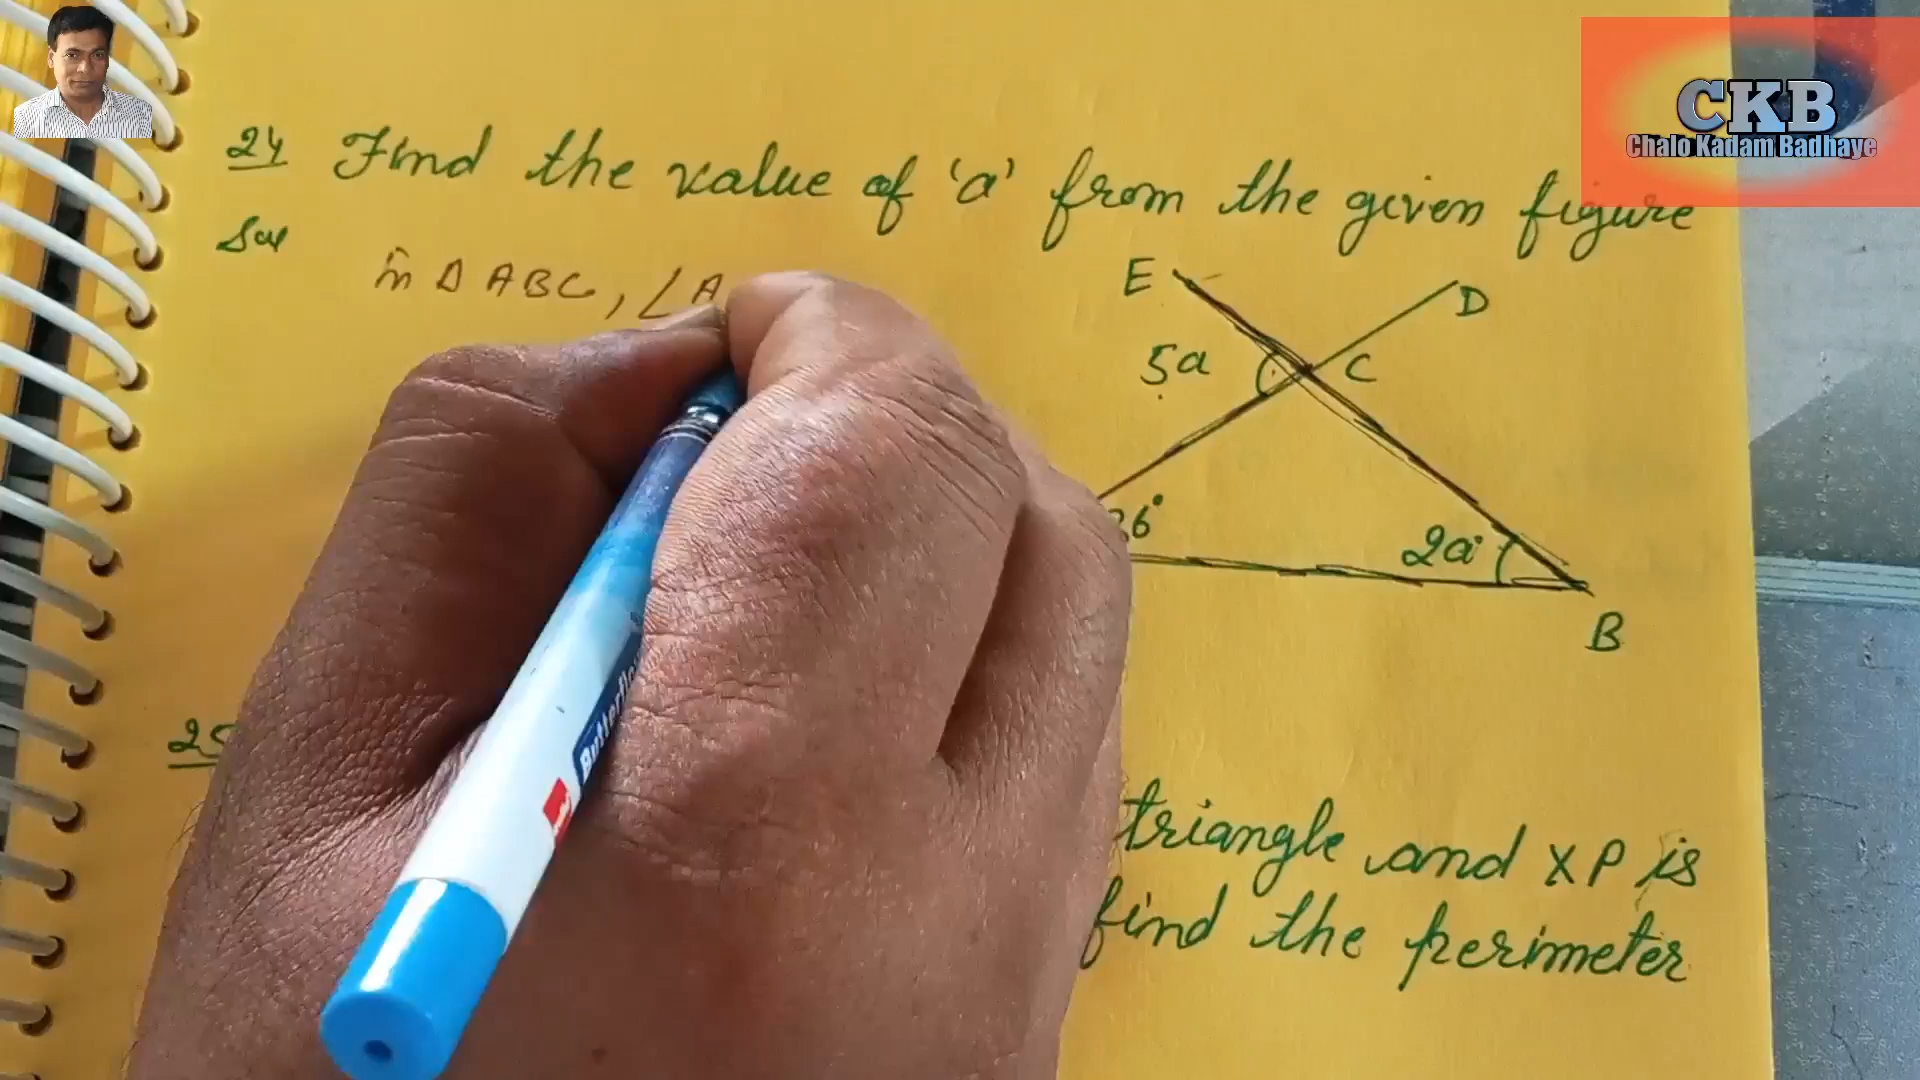 CKB
Chalo Kadam Badhaye
24 Find the value of 'a' from the given figure
Sol
in Δ ABC, ∠A
E
D
5a
C
6°
2a
B
triangle and XP is
find the perimeter